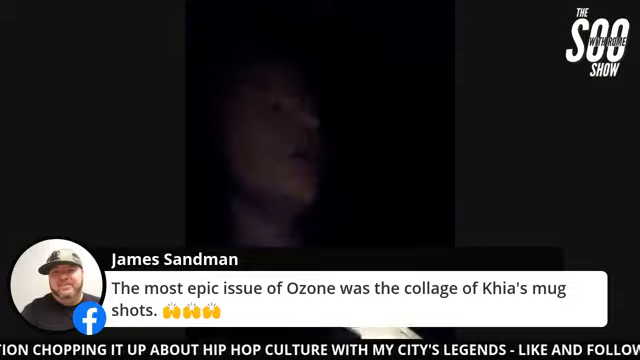 THE
SOO
WITH ROME
SHOW
James Sandman
The most epic issue of Ozone was the collage of Khia's mug
shots. 🙌🙌🙌
TION CHOPPING IT UP ABOUT HIP HOP CULTURE WITH MY CITY'S LEGENDS - LIKE AND FOLLOW